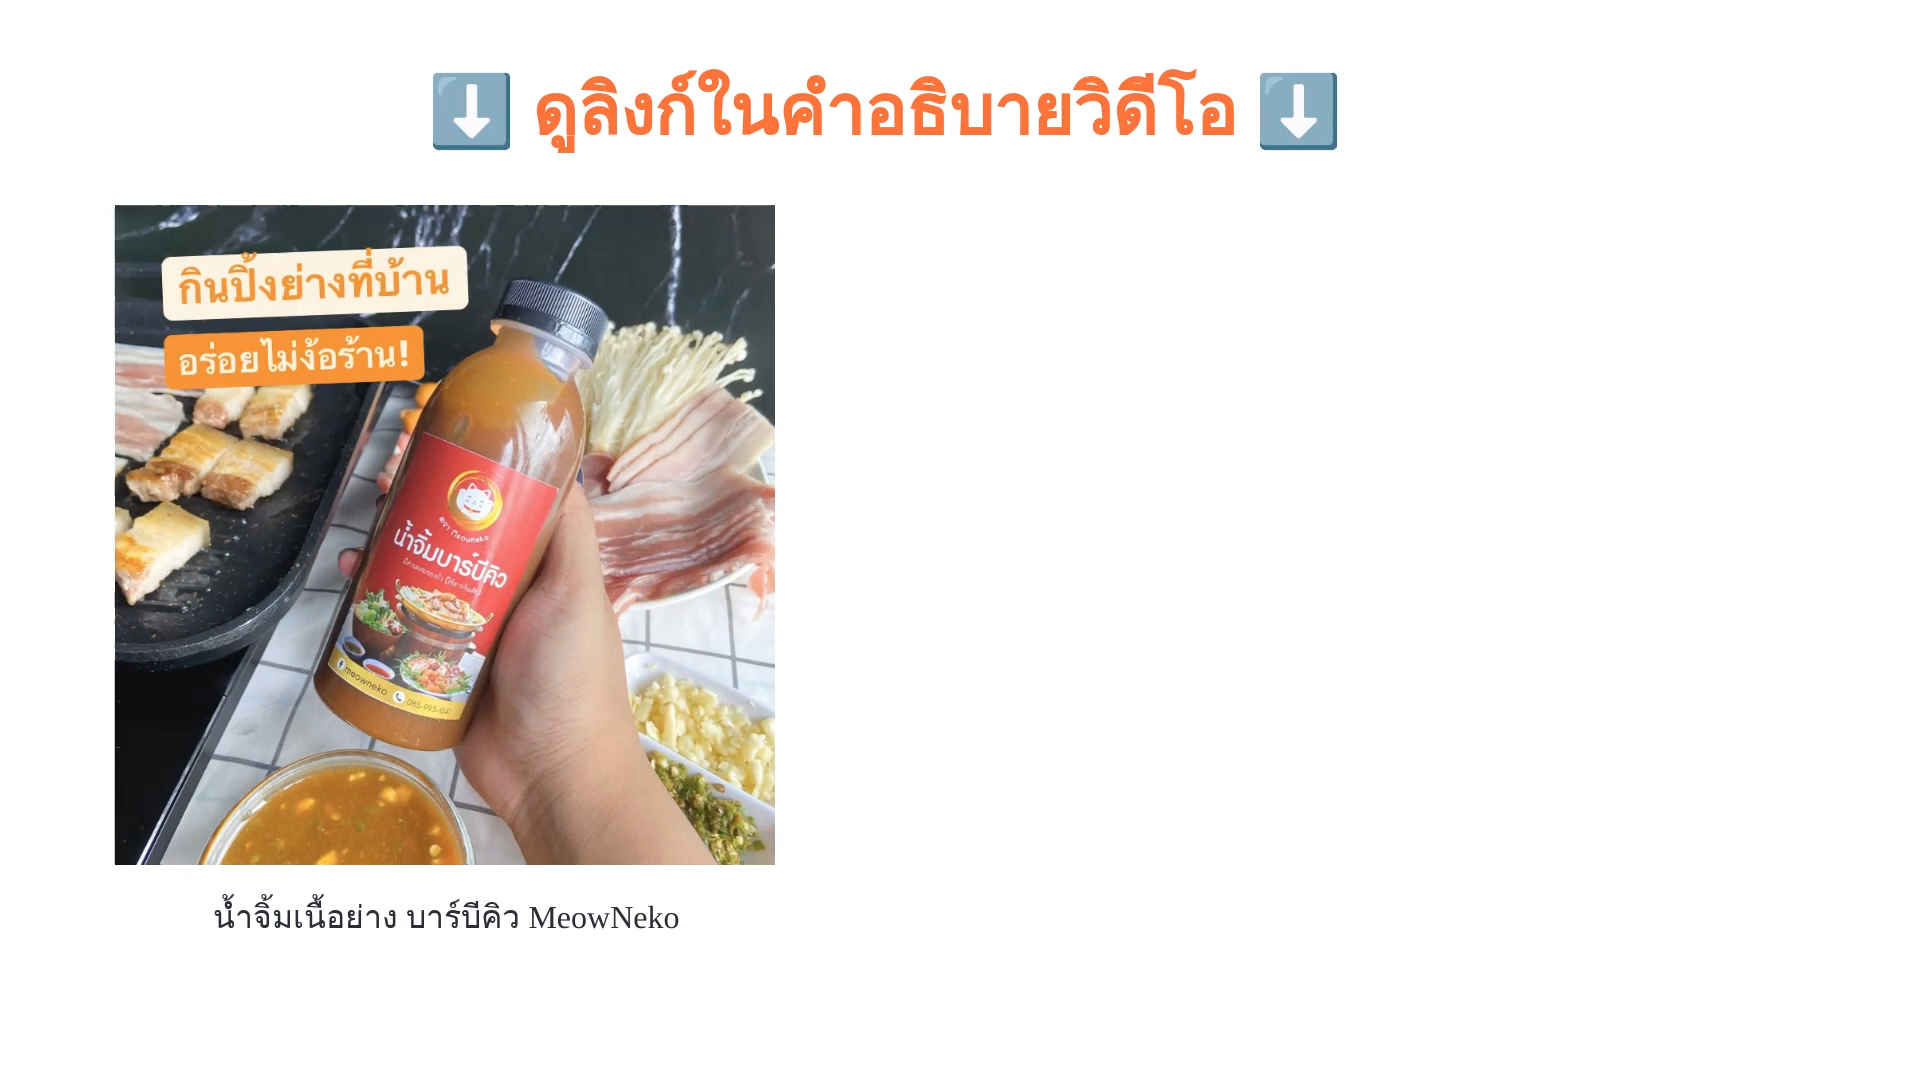 ⬇️ ดูลิงก์ในคำอธิบายวิดีโอ ⬇️
กินปิ้งย่างที่บ้าน
อร่อยไม่ง้อร้าน!
Meowneko
น้ำจิ้มบาร์บีคิว
meowneko
น้ำจิ้มเนื้อย่าง บาร์บีคิว MeowNeko